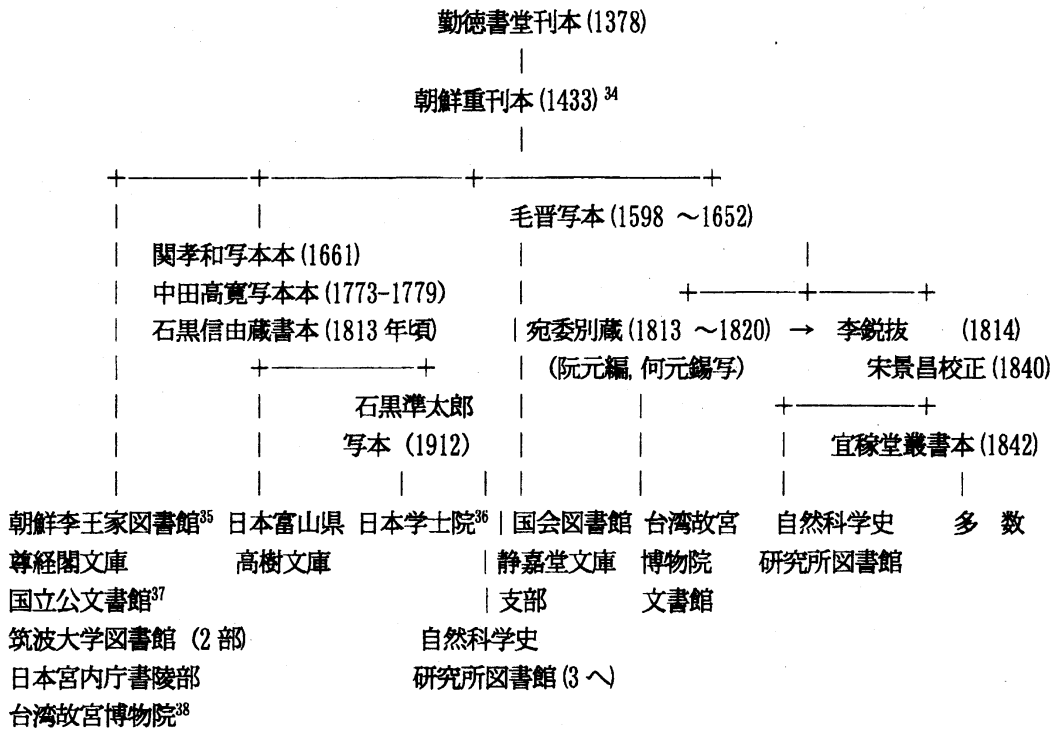 勤徳書堂刊本(1378)
朝鮮重刊本(1433)34
毛晋写本(1598 ～1652)
関孝和写本本(1661)
中田高寛写本本(1773-1779)
石黒信由蔵書本(1813 年頃) 宛委別蔵(1813 ～1820) → 李鋭抜 (1814)
(阮元編, 何元錫写) 宋景昌校正(1840)
石黒準太郎
写本 (1912) 宜稼堂叢書本(1842)
朝鮮李王家図書館35 日本富山県 日本学士院36 国会図書館 台湾故宮 自然科学史 多 数
尊経閣文庫 高樹文庫 静嘉堂文庫 博物院 研究所図書館
国立公文書館37 支部 文書館
筑波大学図書館 (2 部) 自然科学史
日本宮内庁書陵部 研究所図書館(3 へ)
台湾故宮博物院38